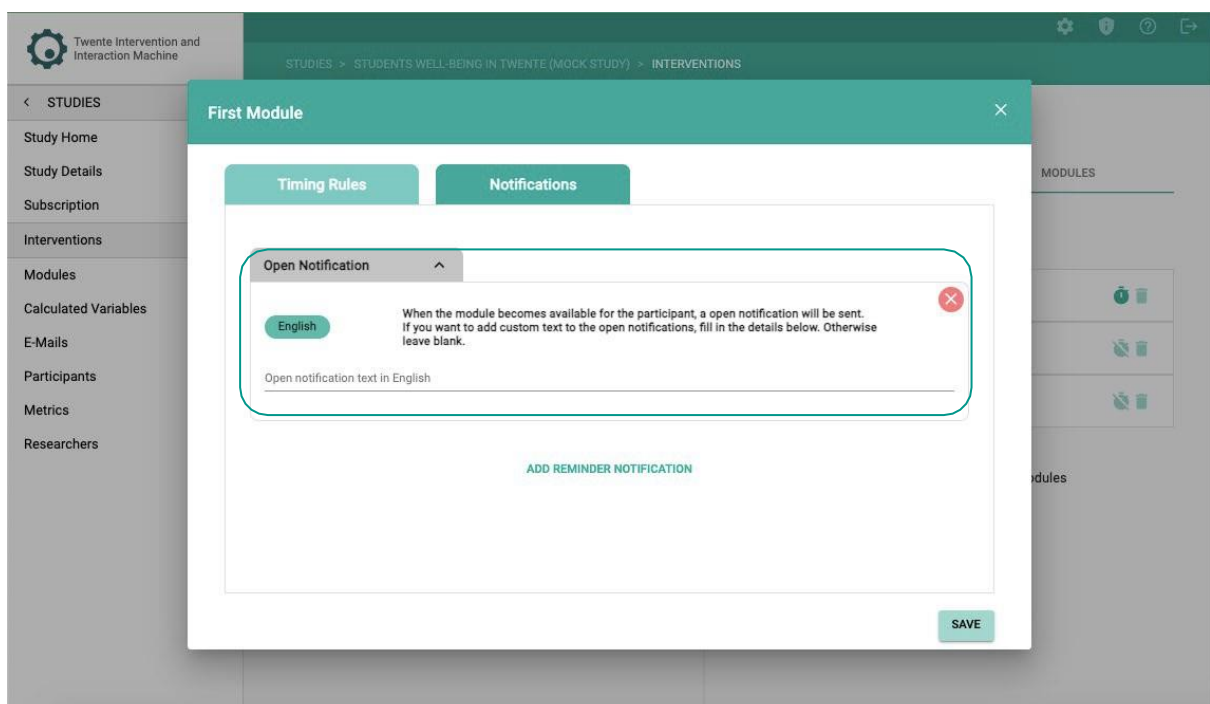 Twente Intervention and
Interaction Machine
STUDIES > STUDENTS WELL-BEING IN TWENTE (MOCK STUDY) > INTERVENTIONS
< STUDIES
Study Home
Study Details
Subscription
Interventions
Modules
Calculated Variables
E-Mails
Participants
Metrics
Researchers
First Module
Timing Rules
Notifications
MODULES
Open Notification
English
When the module becomes available for the participant, a open notification will be sent.
If you want to add custom text to the open notifications, fill in the details below. Otherwise
leave blank.
Open notification text in English
ADD REMINDER NOTIFICATION
odules
SAVE